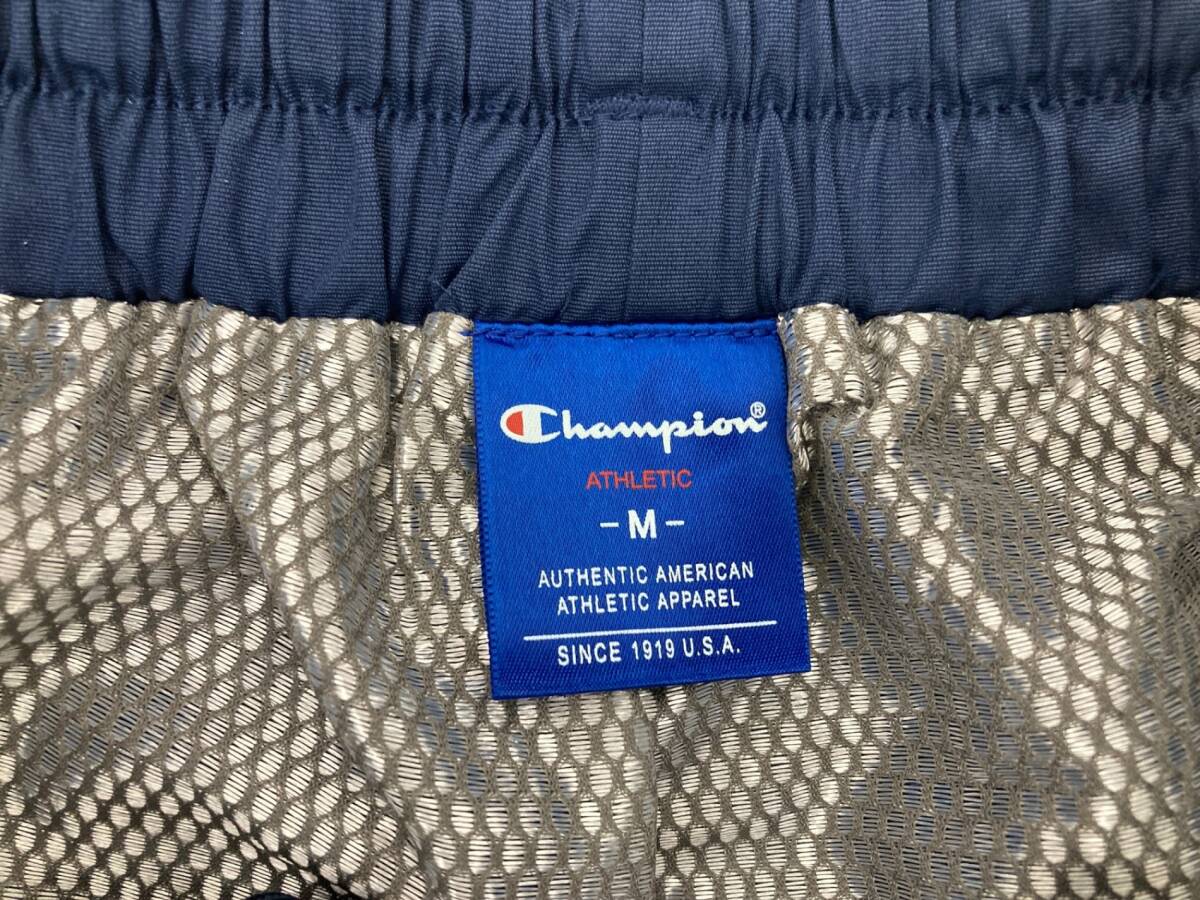 Champion®
ATHLETIC
- M -
AUTHENTIC AMERICAN
ATHLETIC APPAREL
SINCE 1919 U.S.A.